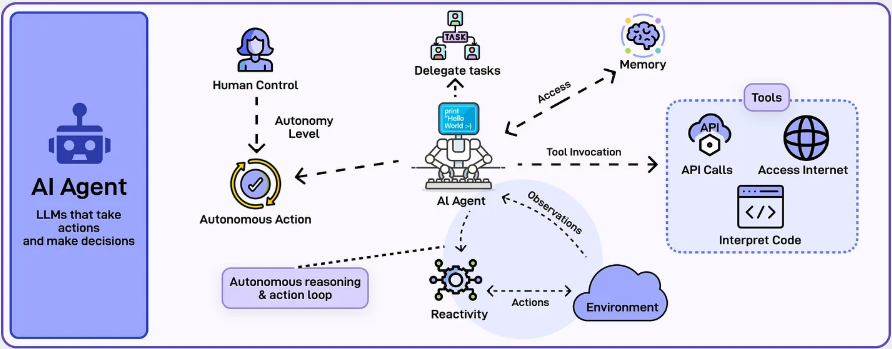 AI Agent
LLMs that take
actions
and make decisions
Human Control
Autonomy
Level
Autonomous Action
TASK
Delegate tasks
print
"Hello
World :-)
AI Agent
Access
Memory
Tool Invocation
Tools
API
API Calls
Access Internet
</>
Interpret Code
Observations
Autonomous reasoning
& action loop
Reactivity
Actions
Environment